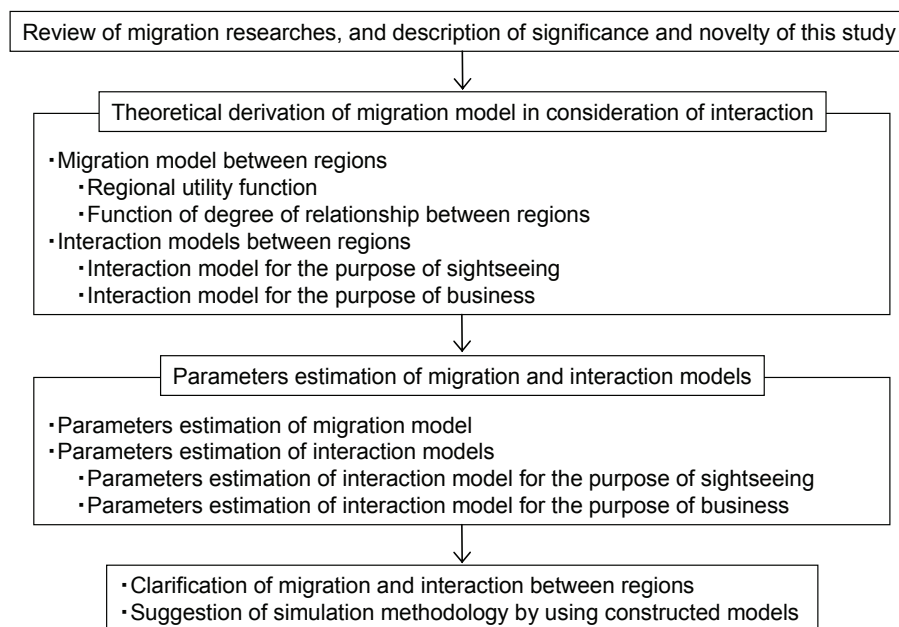 Review of migration researches, and description of significance and novelty of this study
Theoretical derivation of migration model in consideration of interaction
・Migration model between regions
・Regional utility function
・Function of degree of relationship between regions
・Interaction models between regions
・Interaction model for the purpose of sightseeing
・Interaction model for the purpose of business
Parameters estimation of migration and interaction models
・Parameters estimation of migration model
・Parameters estimation of interaction models
・Parameters estimation of interaction model for the purpose of sightseeing
・Parameters estimation of interaction model for the purpose of business
・Clarification of migration and interaction between regions
・Suggestion of simulation methodology by using constructed models